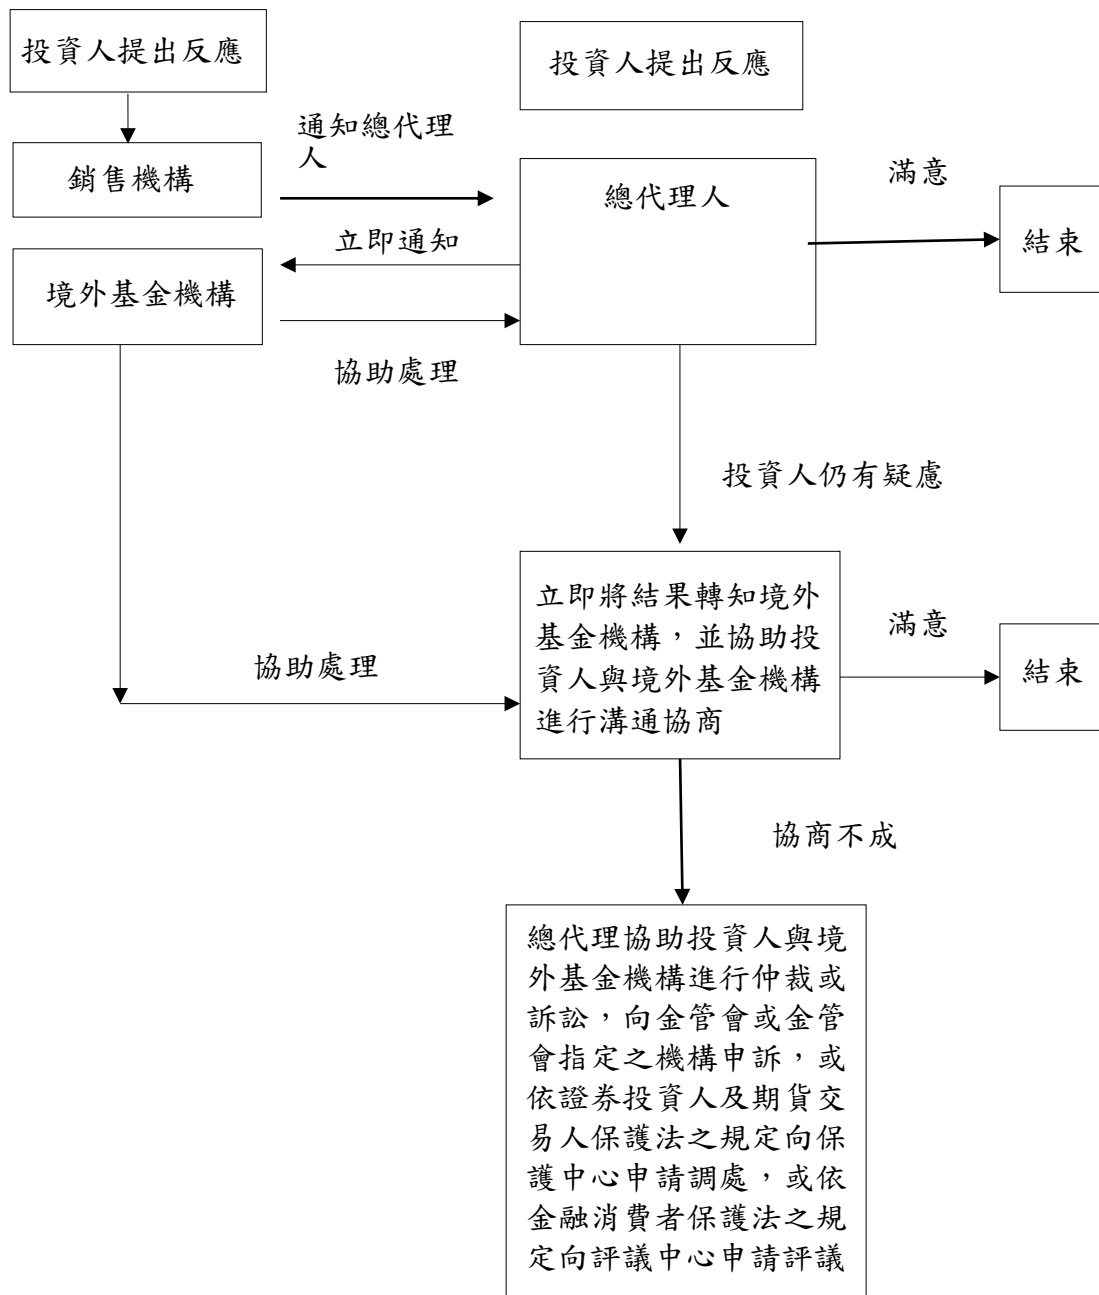 投資人提出反應
投資人提出反應
通知總代理
人
銷售機構
總代理人
滿意
結束
立即通知
境外基金機構
協助處理
投資人仍有疑慮
立即將結果轉知境外
基金機構，並協助投
資人與境外基金機構
進行溝通協商
滿意
結束
協助處理
協商不成
總代理協助投資人與境
外基金機構進行仲裁或
訴訟，向金管會或金管
會指定之機構申訴，或
依證券投資人及期貨交
易人保護法之規定向保
護中心申請調處，或依
金融消費者保護法之規
定向評議中心申請評議